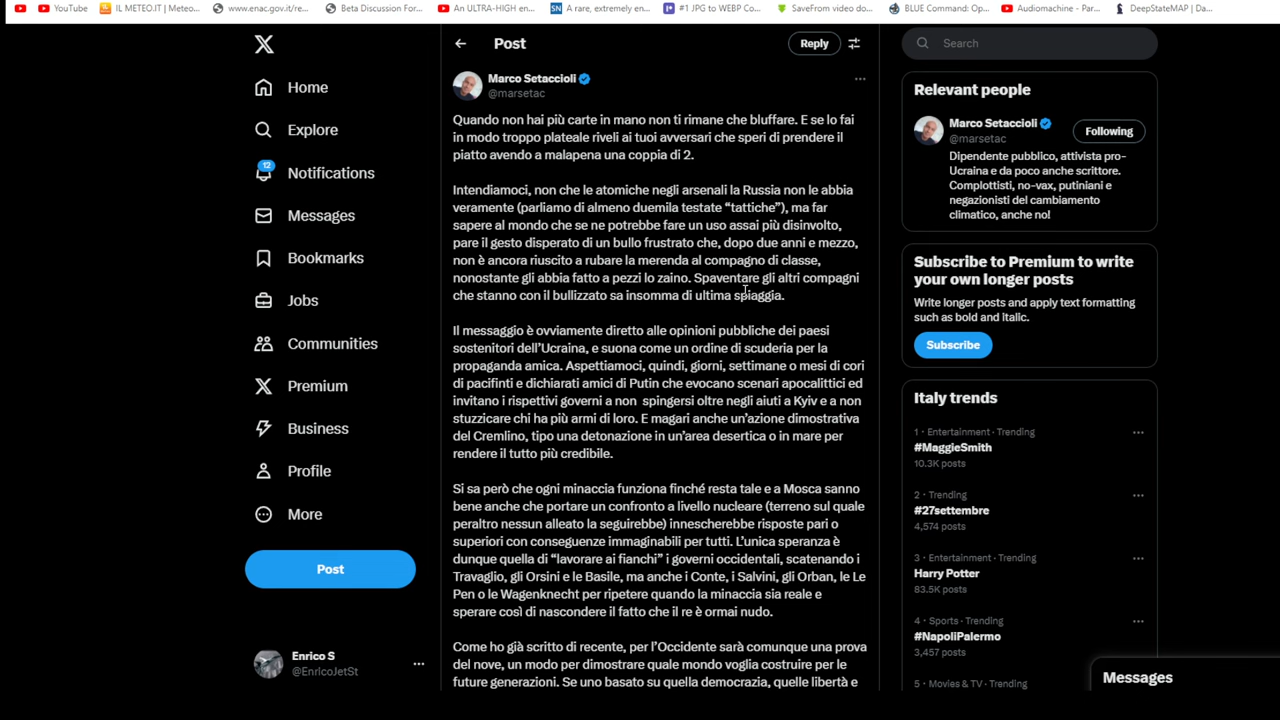 YouTube
IL METEO.IT | Meteo...
www.enac.gov.it/re...
Beta Discussion For...
An ULTRA-HIGH en...
A rare, extremely en...
#1 JPG to WEBP Co...
SaveFrom video do...
BLUE Command: Op...
Audiomachine - Par...
DeepStateMAP | Da...
Home
Explore
12
Notifications
Messages
Bookmarks
Jobs
Communities
Premium
Business
Profile
More
Post
Enrico S
@EnricoJetSt
Post
Reply
Marco Setaccioli
@marsetac
Quando non hai più carte in mano non ti rimane che bluffare. E se lo fai
in modo troppo plateale riveli ai tuoi avversari che speri di prendere il
piatto avendo a malapena una coppia di 2.
Intendiamoci, non che le atomiche negli arsenali la Russia non le abbia
veramente (parliamo di almeno duemila testate “tattiche”), ma far
sapere al mondo che se ne potrebbe fare un uso assai più disinvolto,
pare il gesto disperato di un bullo frustrato che, dopo due anni e mezzo,
non è ancora riuscito a rubare la merenda al compagno di classe,
nonostante gli abbia fatto a pezzi lo zaino. Spaventare gli altri compagni
che stanno con il bullizzato sa insomma di ultima spiaggia.
Il messaggio è ovviamente diretto alle opinioni pubbliche dei paesi
sostenitori dell’Ucraina, e suona come un ordine di scuderia per la
propaganda amica. Aspettiamoci, quindi, giorni, settimane o mesi di cori
di pacifinti e dichiarati amici di Putin che evocano scenari apocalittici ed
invitano i rispettivi governi a non spingersi oltre negli aiuti a Kyiv e a non
stuzzicare chi ha più armi di loro. E magari anche un’azione dimostrativa
del Cremlino, tipo una detonazione in un’area desertica o in mare per
rendere il tutto più credibile.
Si sa però che ogni minaccia funziona finché resta tale e a Mosca sanno
bene anche che portare un confronto a livello nucleare (terreno sul quale
peraltro nessun alleato la seguirebbe) innescherebbe risposte pari o
superiori con conseguenze immaginabili per tutti. L’unica speranza è
dunque quella di “lavorare ai fianchi” i governi occidentali, scatenando i
Travaglio, gli Orsini e le Basile, ma anche i Conte, i Salvini, gli Orban, le Le
Pen o le Wagenknecht per ripetere quando la minaccia sia reale e
sperare così di nascondere il fatto che il re è ormai nudo.
Come ho già scritto di recente, per l’Occidente sarà comunque una prova
del nove, un modo per dimostrare quale mondo voglia costruire per le
future generazioni. Se uno basato su quella democrazia, quelle libertà e
Search
Relevant people
Marco Setaccioli
@marsetac
Following
Dipendente pubblico, attivista pro-
Ucraina e da poco anche scrittore.
Complottisti, no-vax, putiniani e
negazionisti del cambiamento
climatico, anche no!
Subscribe to Premium to write
your own longer posts
Write longer posts and apply text formatting
such as bold and italic.
Subscribe
Italy trends
1 · Entertainment · Trending
#MaggieSmith
10.3K posts
2 · Trending
#27settembre
4,574 posts
3 · Entertainment · Trending
Harry Potter
83.5K posts
4 · Sports · Trending
#NapoliPalermo
3,457 posts
5 · Movies & TV · Trending
Messages